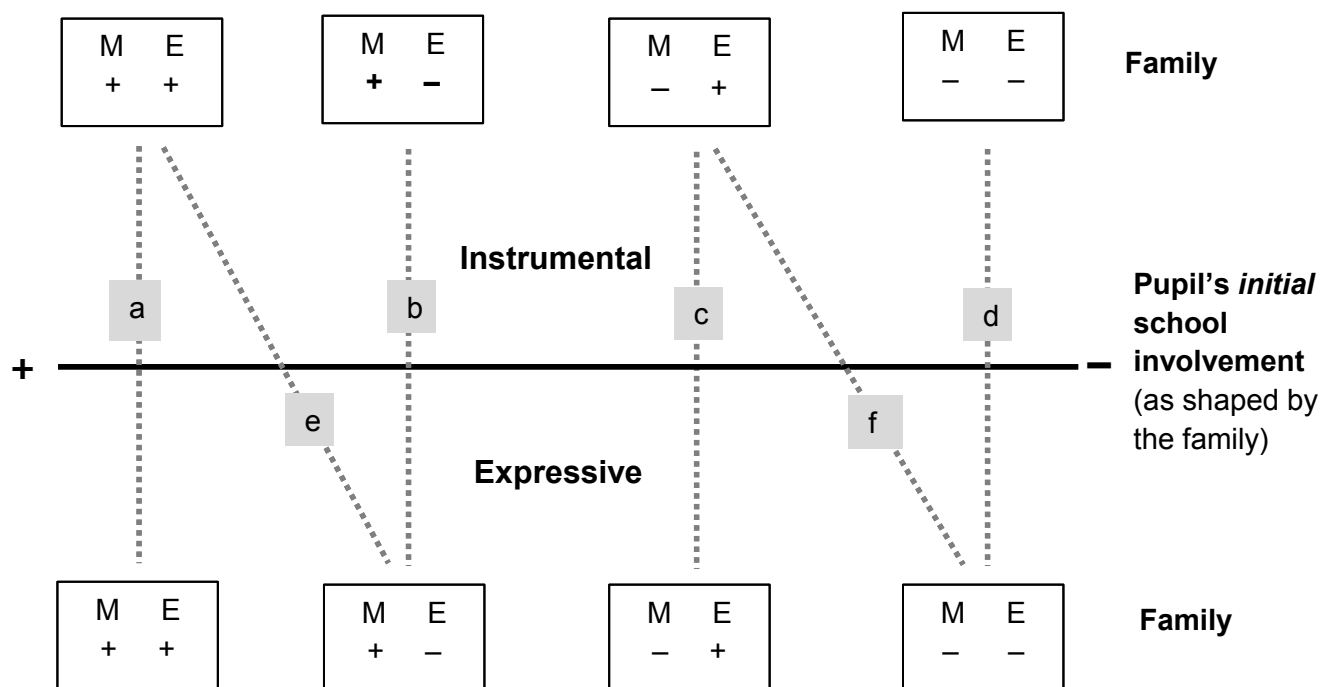 M E M E M E M E
+ + + – – + – –
Family
Instrumental
a b c d
Pupil's initial
school
involvement
(as shaped by
the family)
+ –
e f
Expressive
M E M E M E M E
+ + + – – + – –
Family